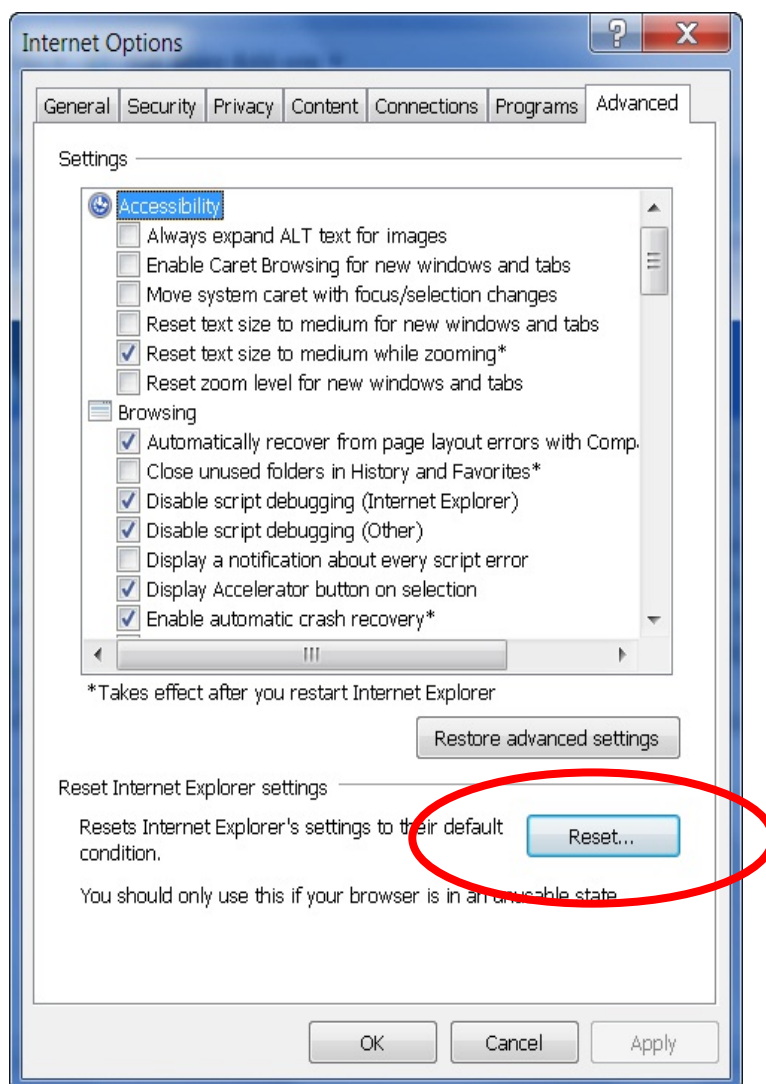 Internet Options
General Security Privacy Content Connections Programs Advanced
Settings
Accessibility
Always expand ALT text for images
Enable Caret Browsing for new windows and tabs
Move system caret with focus/selection changes
Reset text size to medium for new windows and tabs
Reset text size to medium while zooming*
Reset zoom level for new windows and tabs
Browsing
Automatically recover from page layout errors with Comp
Close unused folders in History and Favorites*
Disable script debugging (Internet Explorer)
Disable script debugging (Other)
Display a notification about every script error
Display Accelerator button on selection
Enable automatic crash recovery*
*Takes effect after you restart Internet Explorer
Restore advanced settings
Reset Internet Explorer settings
Resets Internet Explorer's settings to their default
condition.
Reset...
You should only use this if your browser is in an unusable state.
OK Cancel Apply